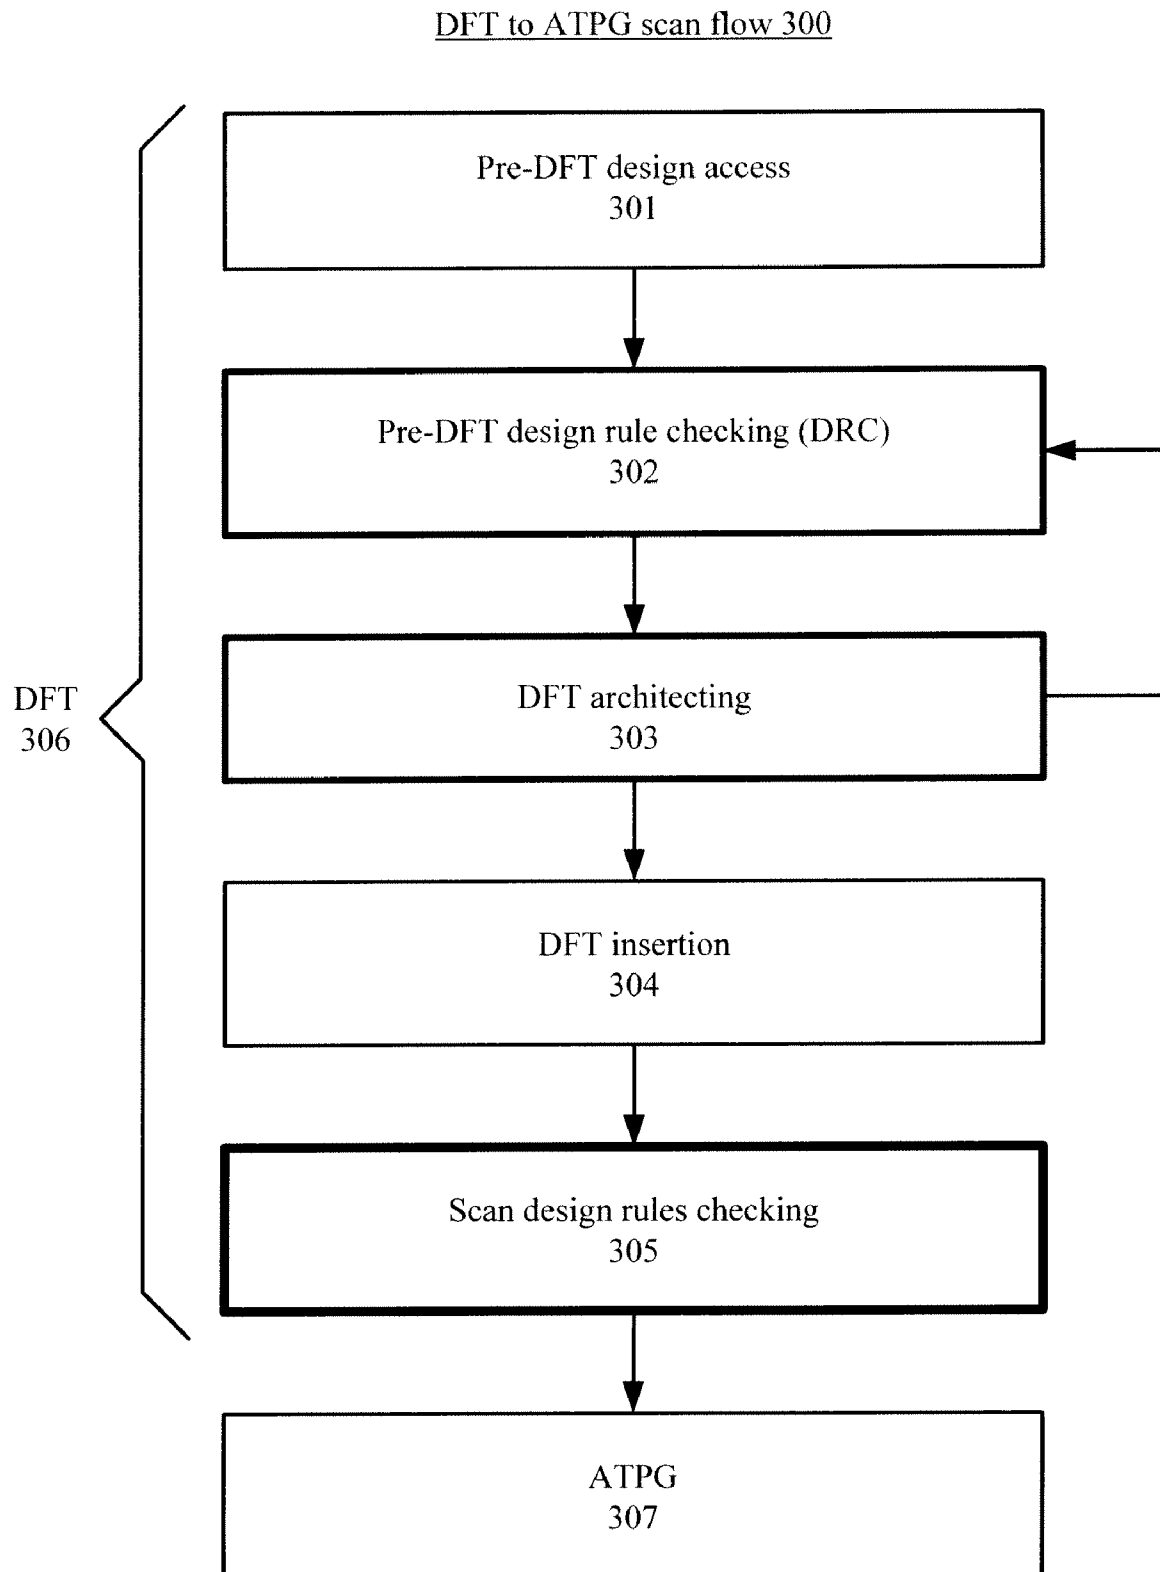 DFT to ATPG scan flow 300
Pre-DFT design access
301
Pre-DFT design rule checking (DRC)
302
DFT architecting
303
DFT
306
DFT insertion
304
Scan design rules checking
305
ATPG
307